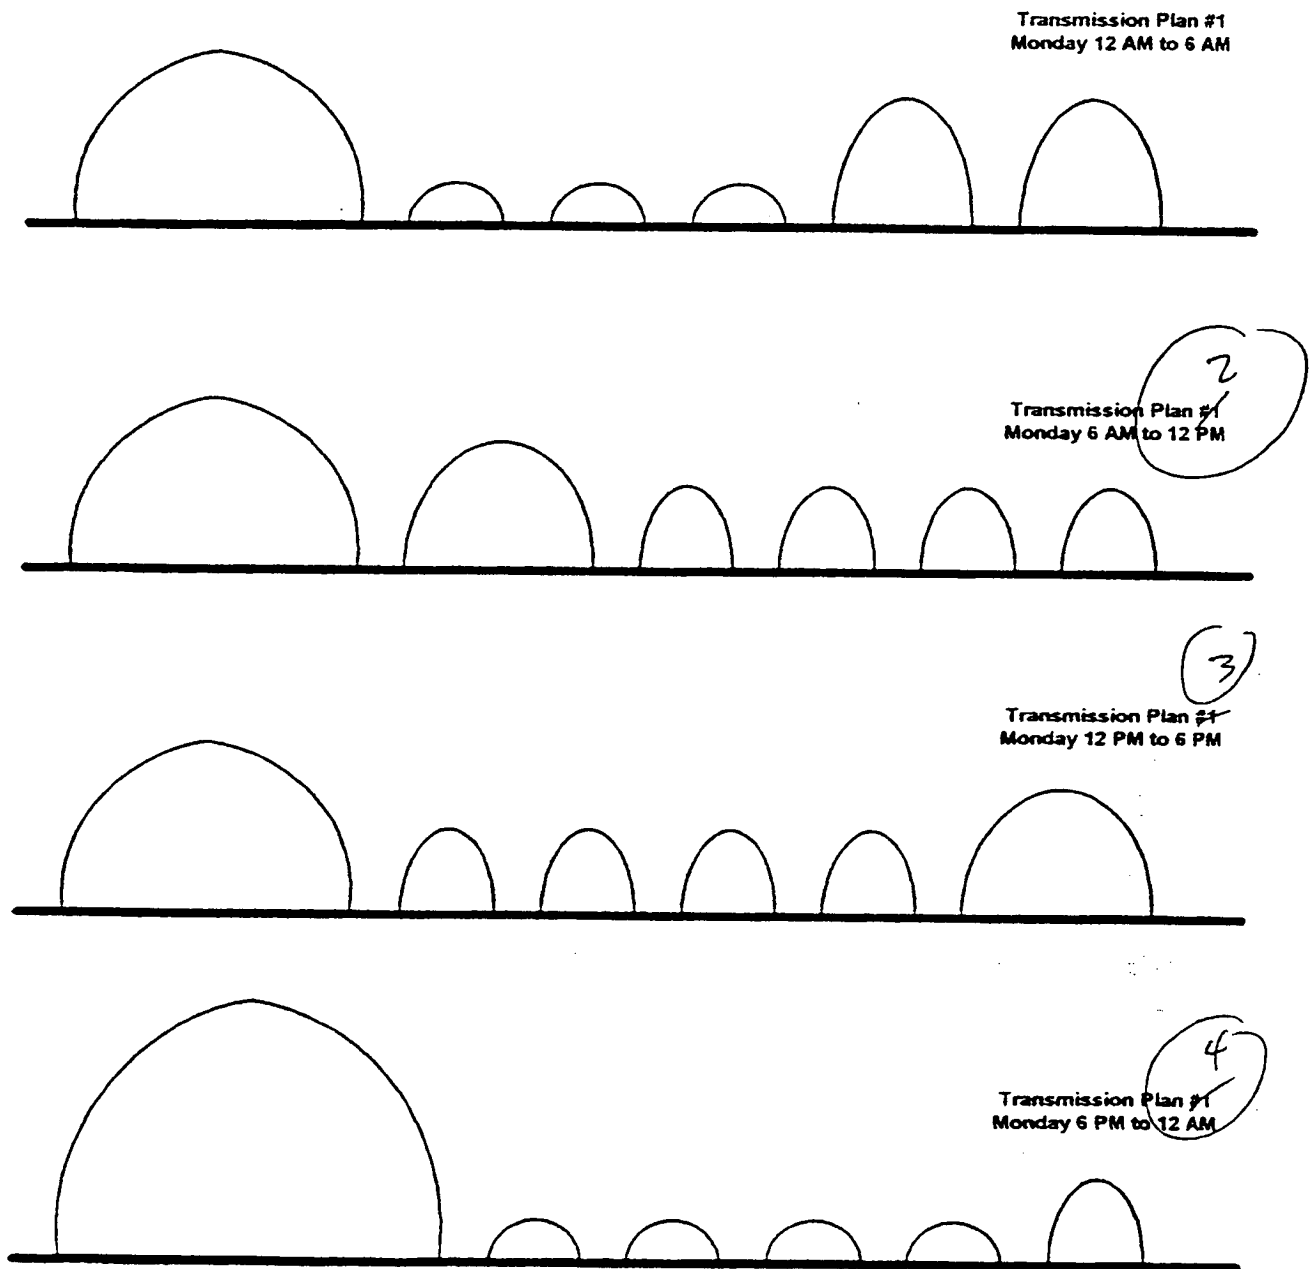 Transmission Plan #1
Monday 12 AM to 6 AM
2
Transmission Plan #1
Monday 6 AM to 12 PM
3
Transmission Plan #1
Monday 12 PM to 6 PM
4
Transmission Plan #1
Monday 6 PM to 12 AM